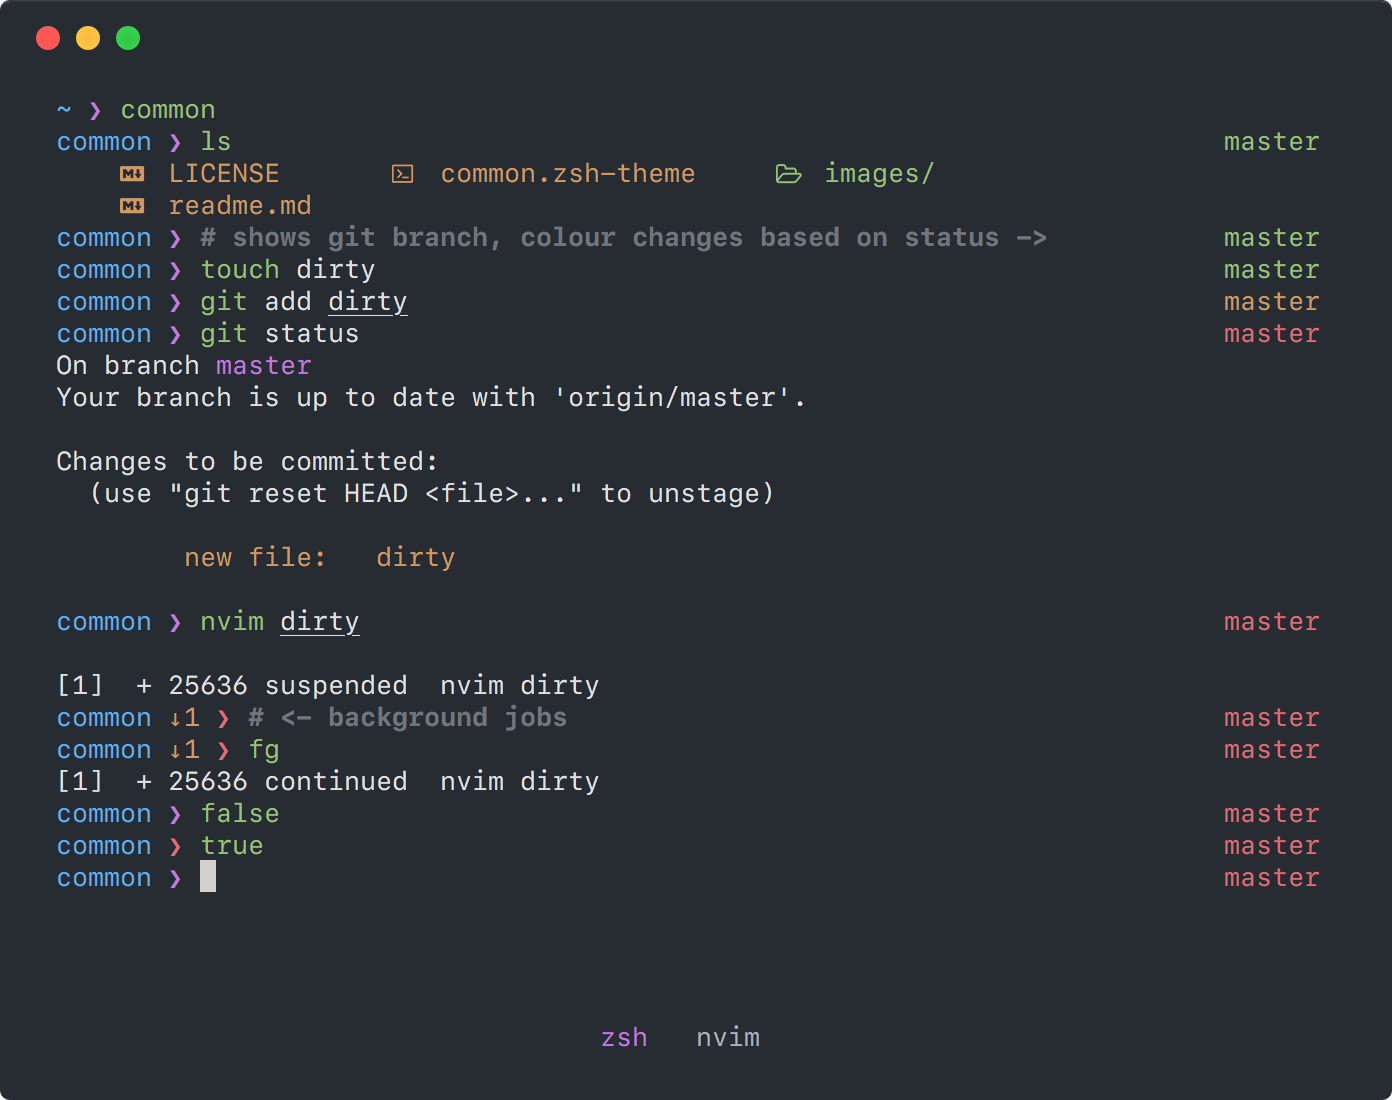 ~ ❯ common
common ❯ ls master
LICENSE common.zsh-theme images/
readme.md
common ❯ # shows git branch, colour changes based on status -> master
common ❯ touch dirty master
common ❯ git add dirty master
common ❯ git status master
On branch master
Your branch is up to date with 'origin/master'.
Changes to be committed:
(use "git reset HEAD <file>..." to unstage)
new file: dirty
common ❯ nvim dirty master
[1] + 25636 suspended nvim dirty
common ↓1 ❯ # <- background jobs master
common ↓1 ❯ fg master
[1] + 25636 continued nvim dirty
common ❯ false master
common ❯ true master
common ❯ master
zsh nvim